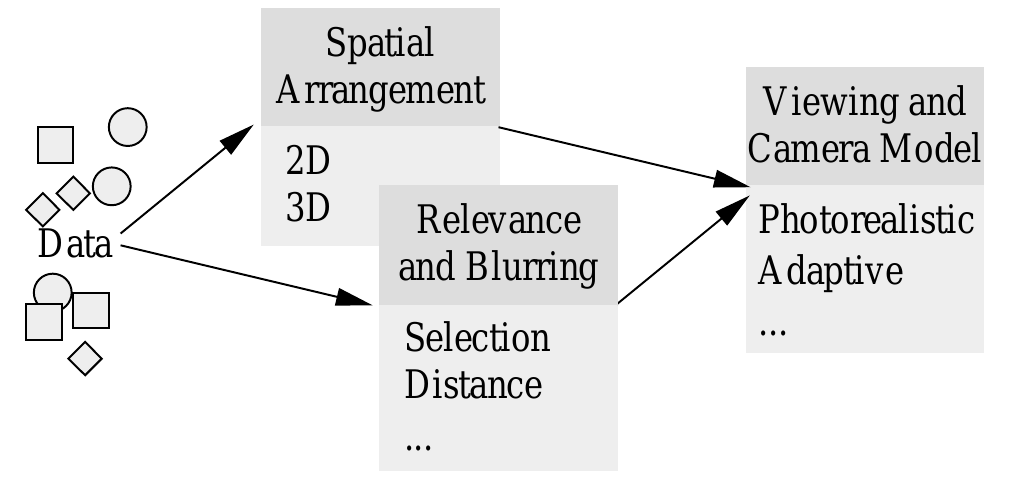 Data
Spatial
Arrangement
2D
3D
Relevance
and Blurring
Selection
Distance
...
Viewing and
Camera Model
Photorealistic
Adaptive
...